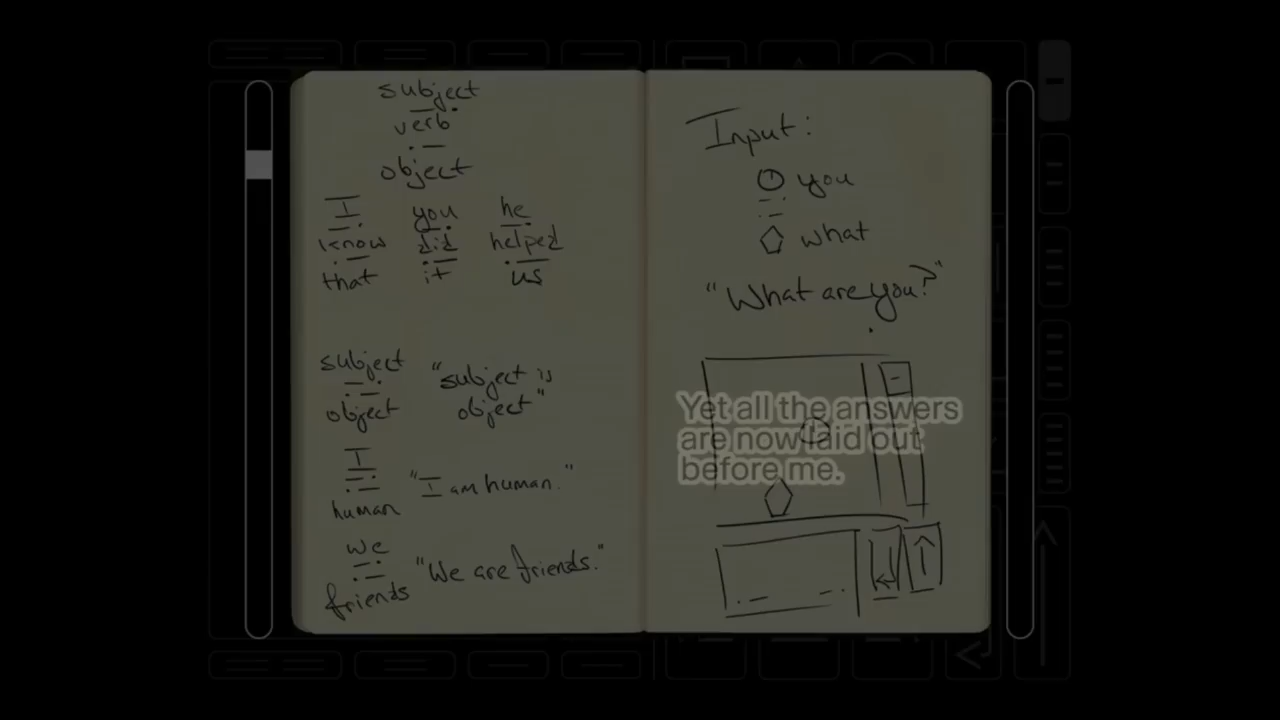 subject
verb
object
I you he
know did helped
that it us
subject "subject is
object object"
I
human "I am human."
we
friends "We are friends."
Input:
you
what
"What are you?"
Yet all the answers
are now laid out
before me.